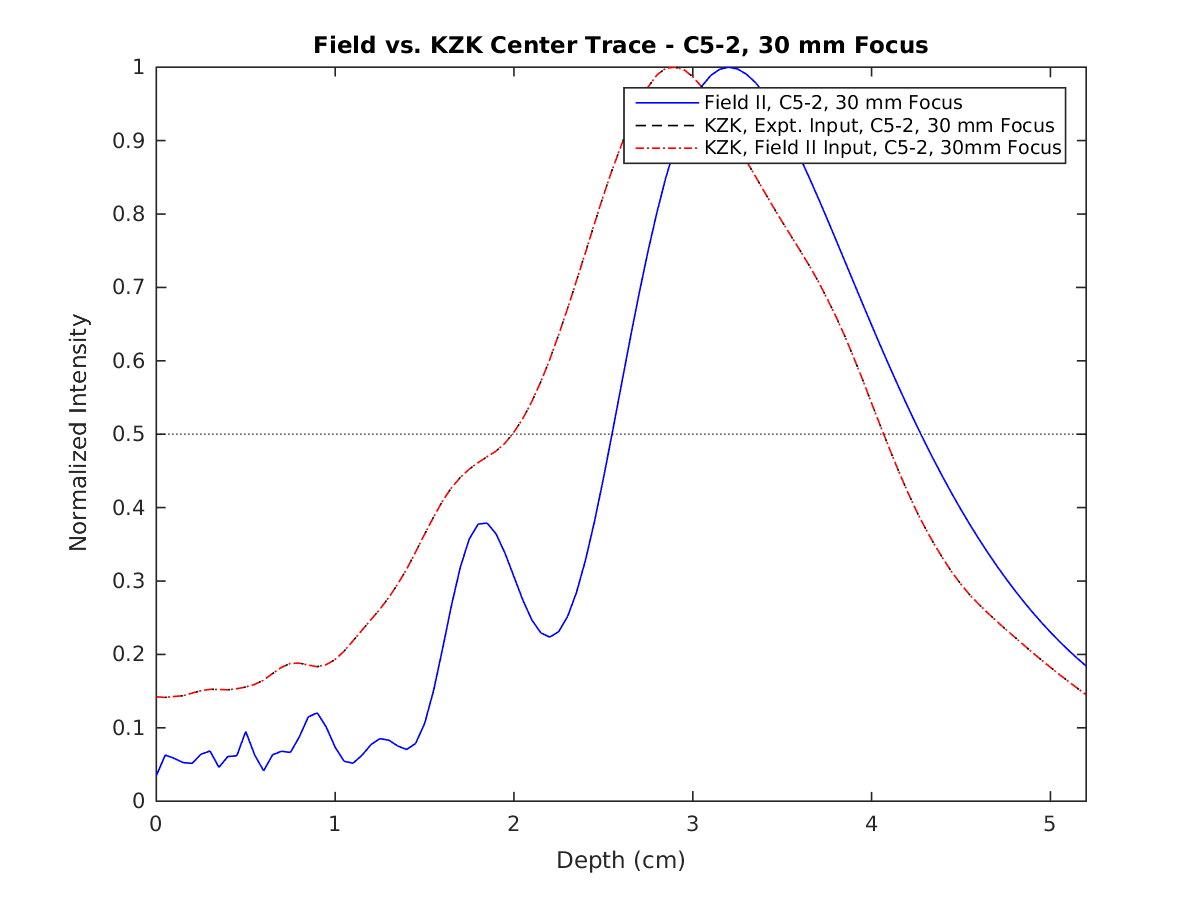 Field vs. KZK Center Trace - C5-2, 30 mm Focus
1
Field II, C5-2, 30 mm Focus
KZK, Expt. Input, C5-2, 30 mm Focus
KZK, Field II Input, C5-2, 30mm Focus
0.9
0.8
0.7
0.6
0.5
0.4
0.3
0.2
0.1
0
Normalized Intensity
0 1 2 3 4 5
Depth (cm)